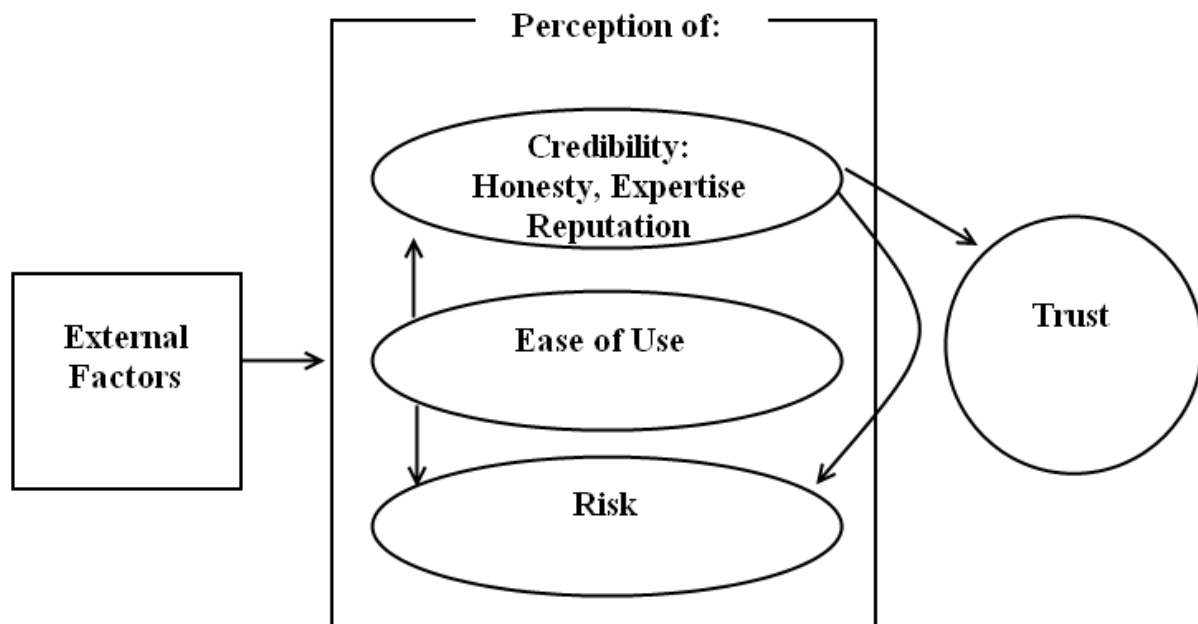 Perception of:
Credibility:
Honesty, Expertise
Reputation
External
Factors
Ease of Use
Trust
Risk